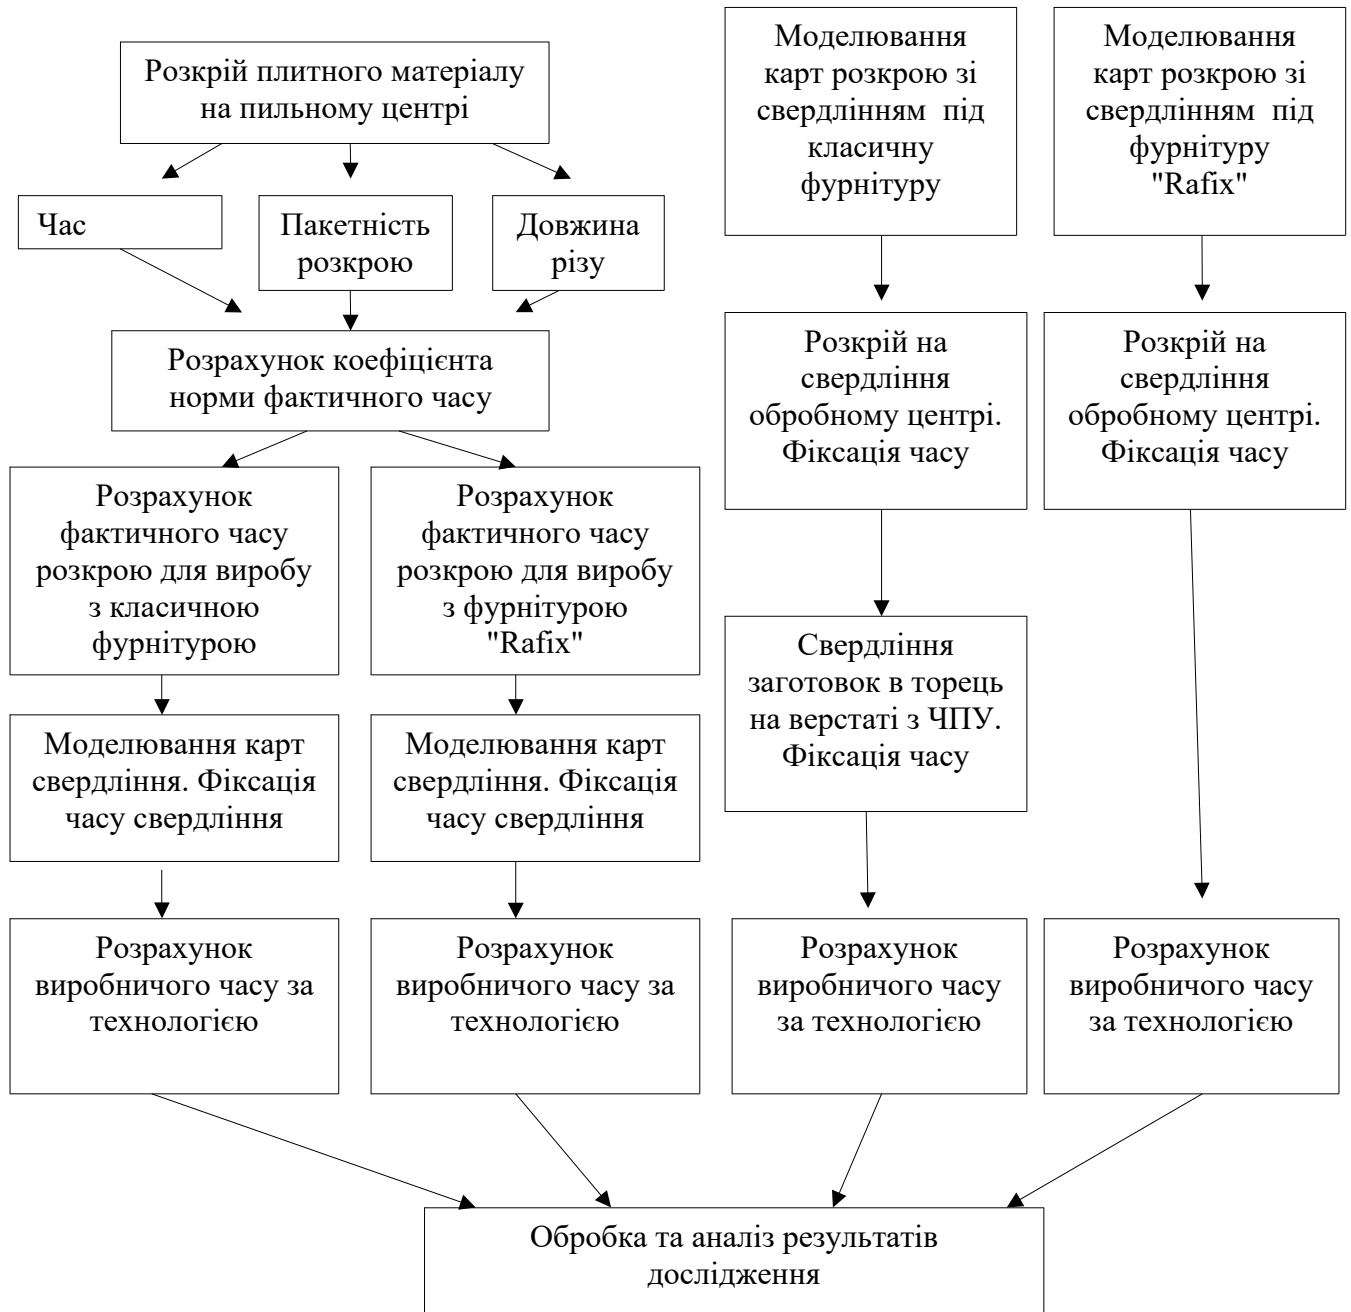 Розкрій плитного матеріалу
на пильному центрі
Моделювання
карт розкрою зі
свердлінням під
класичну
фурнітуру
Моделювання
карт розкрою зі
свердлінням під
фурнітуру
"Rafix"
Час
Пакетність
розкрою
Довжина
різу
Розрахунок коефіцієнта
норми фактичного часу
Розкрій на
свердління
обробному центрі.
Фіксація часу
Розкрій на
свердління
обробному центрі.
Фіксація часу
Розрахунок
фактичного часу
розкрою для виробу
з класичною
фурнітурою
Розрахунок
фактичного часу
розкрою для виробу
з фурнітурою
"Rafix"
Свердління
заготовок в торець
на верстаті з ЧПУ.
Фіксація часу
Моделювання карт
свердління. Фіксація
часу свердління
Моделювання карт
свердління. Фіксація
часу свердління
Розрахунок
виробничого часу за
технологією
Розрахунок
виробничого часу за
технологією
Розрахунок
виробничого часу
за технологією
Розрахунок
виробничого часу
за технологією
Обробка та аналіз результатів
дослідження